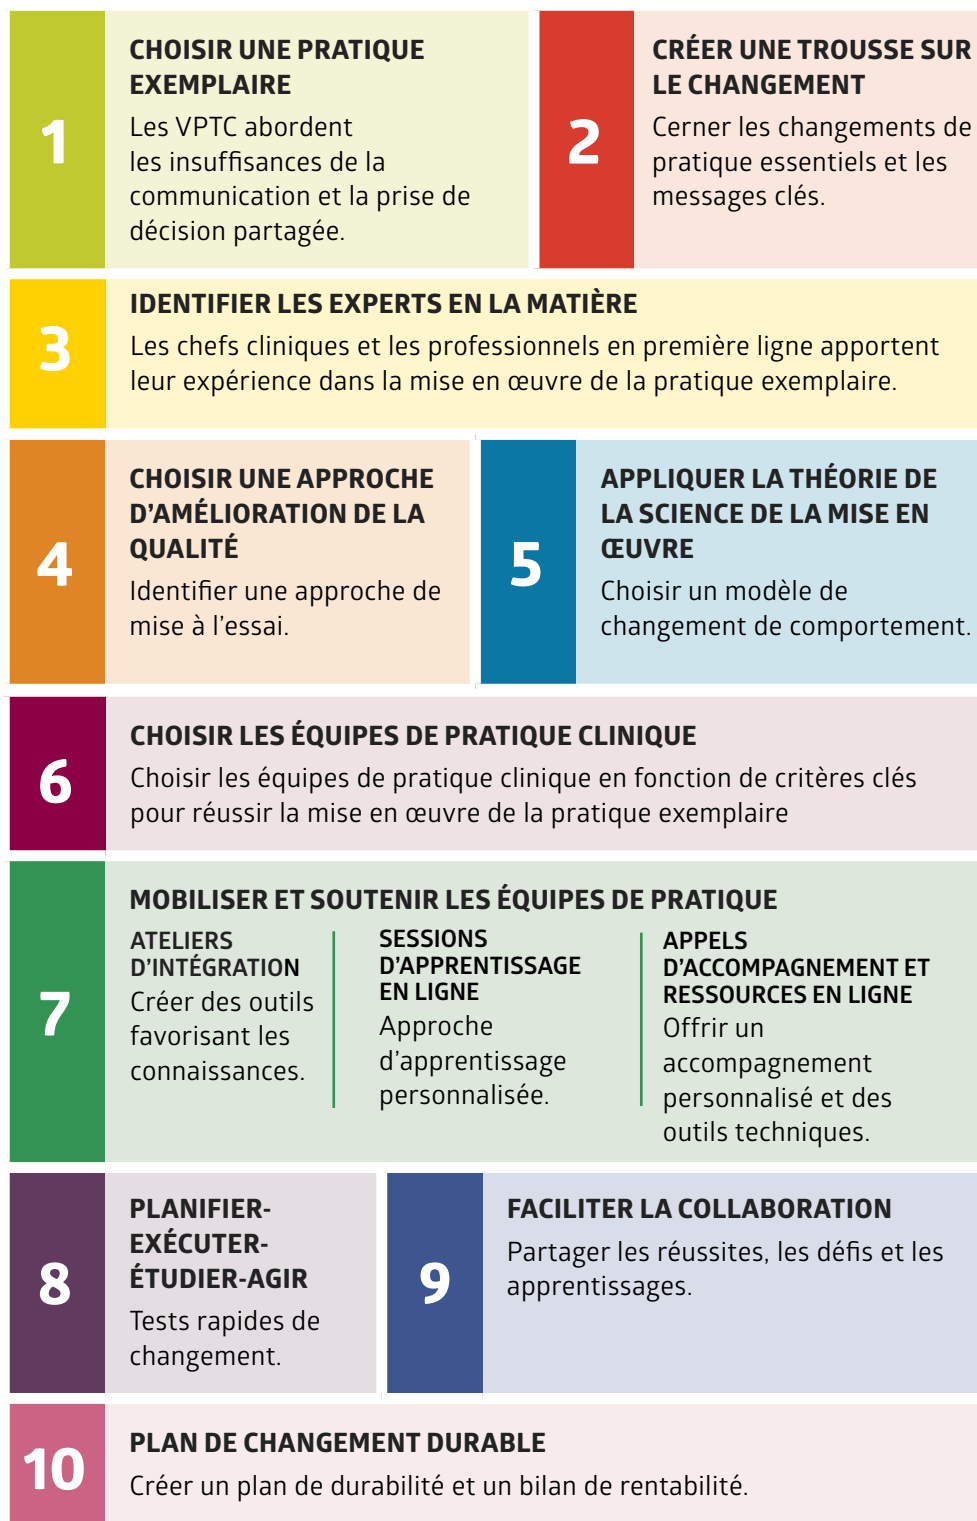 1
CHOISIR UNE PRATIQUE
EXEMPLAIRE
Les VPTC abordent
les insuffisances de la
communication et la prise de
décision partagée.
2
CRÉER UNE TROUSSE SUR
LE CHANGEMENT
Cerner les changements de
pratique essentiels et les
messages clés.
3
IDENTIFIER LES EXPERTS EN LA MATIÈRE
Les chefs cliniques et les professionnels en première ligne apportent
leur expérience dans la mise en œuvre de la pratique exemplaire.
4
CHOISIR UNE APPROCHE
D'AMÉLIORATION DE LA
QUALITÉ
Identifier une approche de
mise à l'essai.
5
APPLIQUER LA THÉORIE DE
LA SCIENCE DE LA MISE EN
ŒUVRE
Choisir un modèle de
changement de comportement.
6
CHOISIR LES ÉQUIPES DE PRATIQUE CLINIQUE
Choisir les équipes de pratique clinique en fonction de critères clés
pour réussir la mise en œuvre de la pratique exemplaire
7
MOBILISER ET SOUTENIR LES ÉQUIPES DE PRATIQUE
ATELIERS
D'INTÉGRATION
Créer des outils
favorisant les
connaissances.
SESSIONS
D'APPRENTISSAGE
EN LIGNE
Approche
d'apprentissage
personnalisée.
APPELS
D'ACCOMPAGNEMENT ET
RESSOURCES EN LIGNE
Offrir un
accompagnement
personnalisé et des
outils techniques.
8
PLANIFIER-
EXÉCUTER-
ÉTUDIER-AGIR
Tests rapides de
changement.
9
FACILITER LA COLLABORATION
Partager les réussites, les défis et les
apprentissages.
10
PLAN DE CHANGEMENT DURABLE
Créer un plan de durabilité et un bilan de rentabilité.